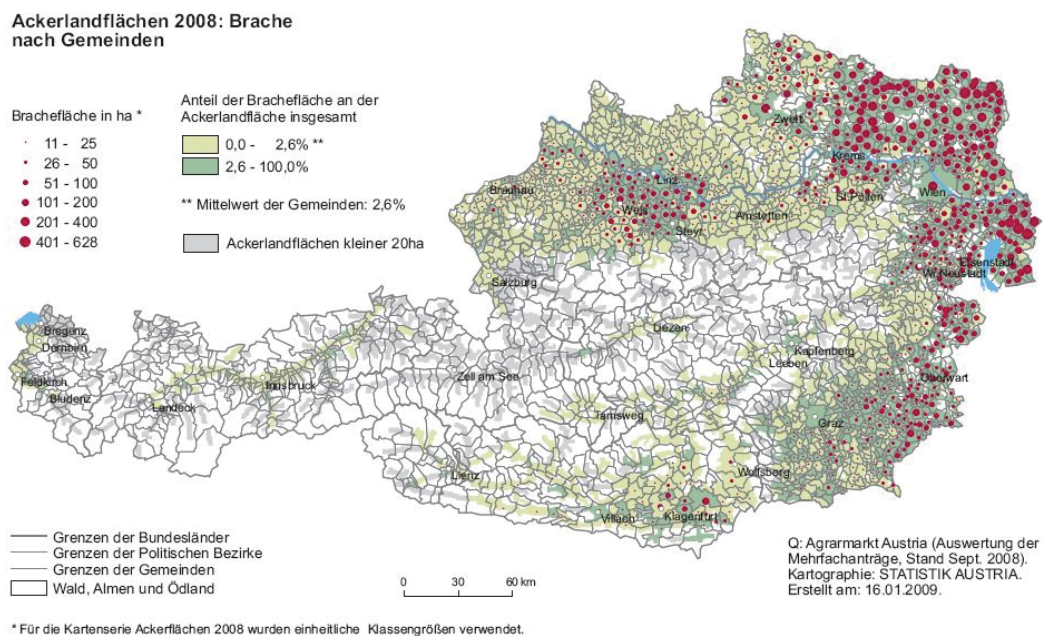 Ackerlandflächen 2008: Brache
nach Gemeinden
Brachefläche in ha *
11 - 25
26 - 50
51 - 100
101 - 200
201 - 400
401 - 628
Anteil der Brachefläche an der
Ackerlandfläche insgesamt
0,0 - 2,6% **
2,6 - 100,0%
** Mittelwert der Gemeinden: 2,6%
Ackerlandflächen kleiner 20ha
Zwettl
Krems
Linz
Braunau
Wien
St.Pölten
Wels
Amstetten
Steyr
Eisenstadt
Wr.Neustadt
Salzburg
Bregenz
Dornbirn
Liezen
Kapfenberg
Leoben
Feldkirch
Innsbruck
Zell am See
Bludenz
Landeck
Oberwart
Tamsweg
Graz
Lienz
Wolfsberg
Villach
Klagenfurt
Grenzen der Bundesländer
Grenzen der Politischen Bezirke
Grenzen der Gemeinden
Wald, Almen und Ödland
0 30 60 km
Q: Agrarmarkt Austria (Auswertung der
Mehrfachanträge, Stand Sept. 2008).
Kartographie: STATISTIK AUSTRIA.
Erstellt am: 16.01.2009.
* Für die Kartenserie Ackerflächen 2008 wurden einheitliche Klassengrößen verwendet.